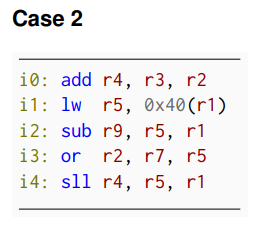 Case 2
i0: add r4, r3, r2
i1: lw r5, 0x40(r1)
i2: sub r9, r5, r1
i3: or r2, r7, r5
i4: sll r4, r5, r1